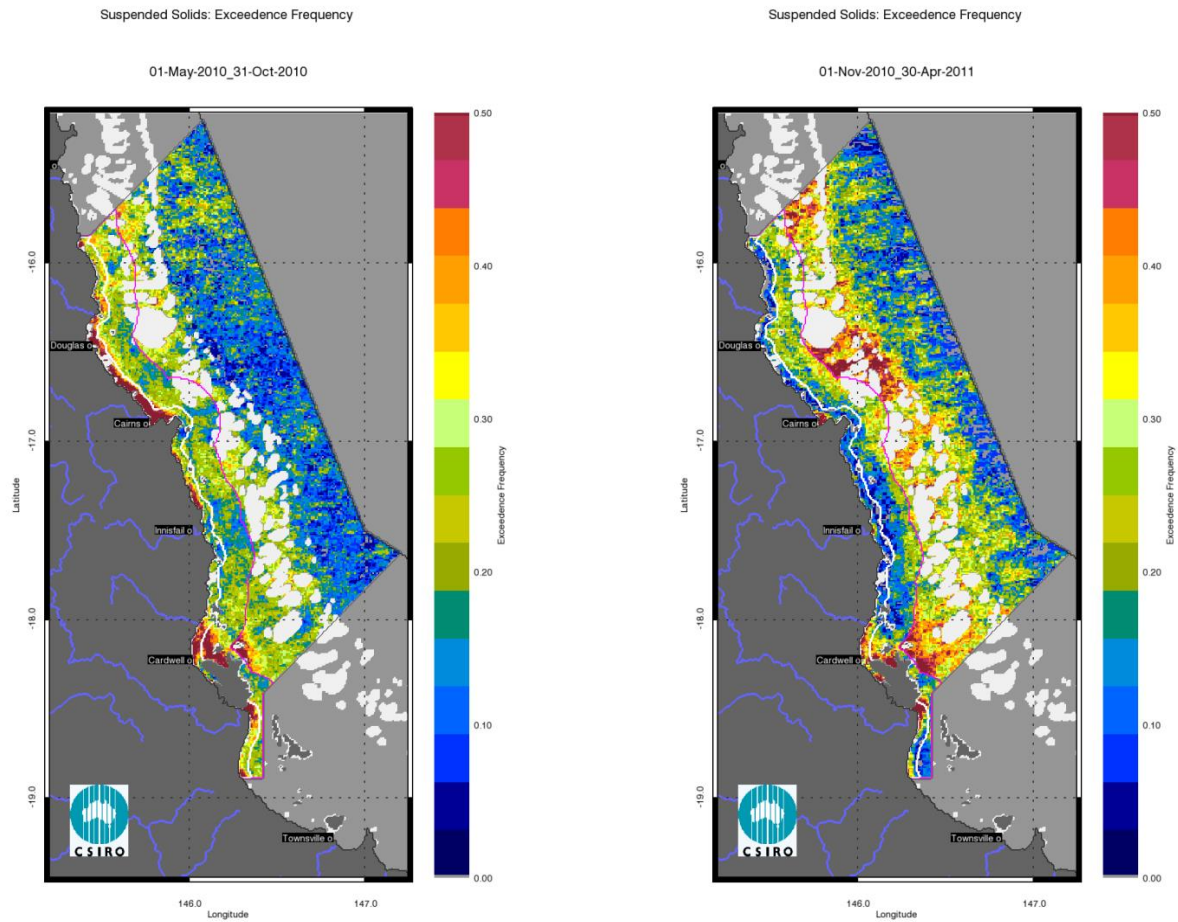 Suspended Solids: Exceedence Frequency
01-May-2010_31-Oct-2010
0.50
0.40
0.30
0.20
0.10
0.00
Exceedence Frequency
-16.0
-17.0
-18.0
-19.0
Latitude
Douglas o
Cairns o
Innisfail o
Cardwell o
Townsville o
CSIRO
146.0
147.0
Longitude
Suspended Solids: Exceedence Frequency
01-Nov-2010_30-Apr-2011
0.50
0.40
0.30
0.20
0.10
0.00
Exceedence Frequency
-16.0
-17.0
-18.0
-19.0
Latitude
Douglas o
Cairns o
Innisfail o
Cardwell o
Townsville o
CSIRO
146.0
147.0
Longitude